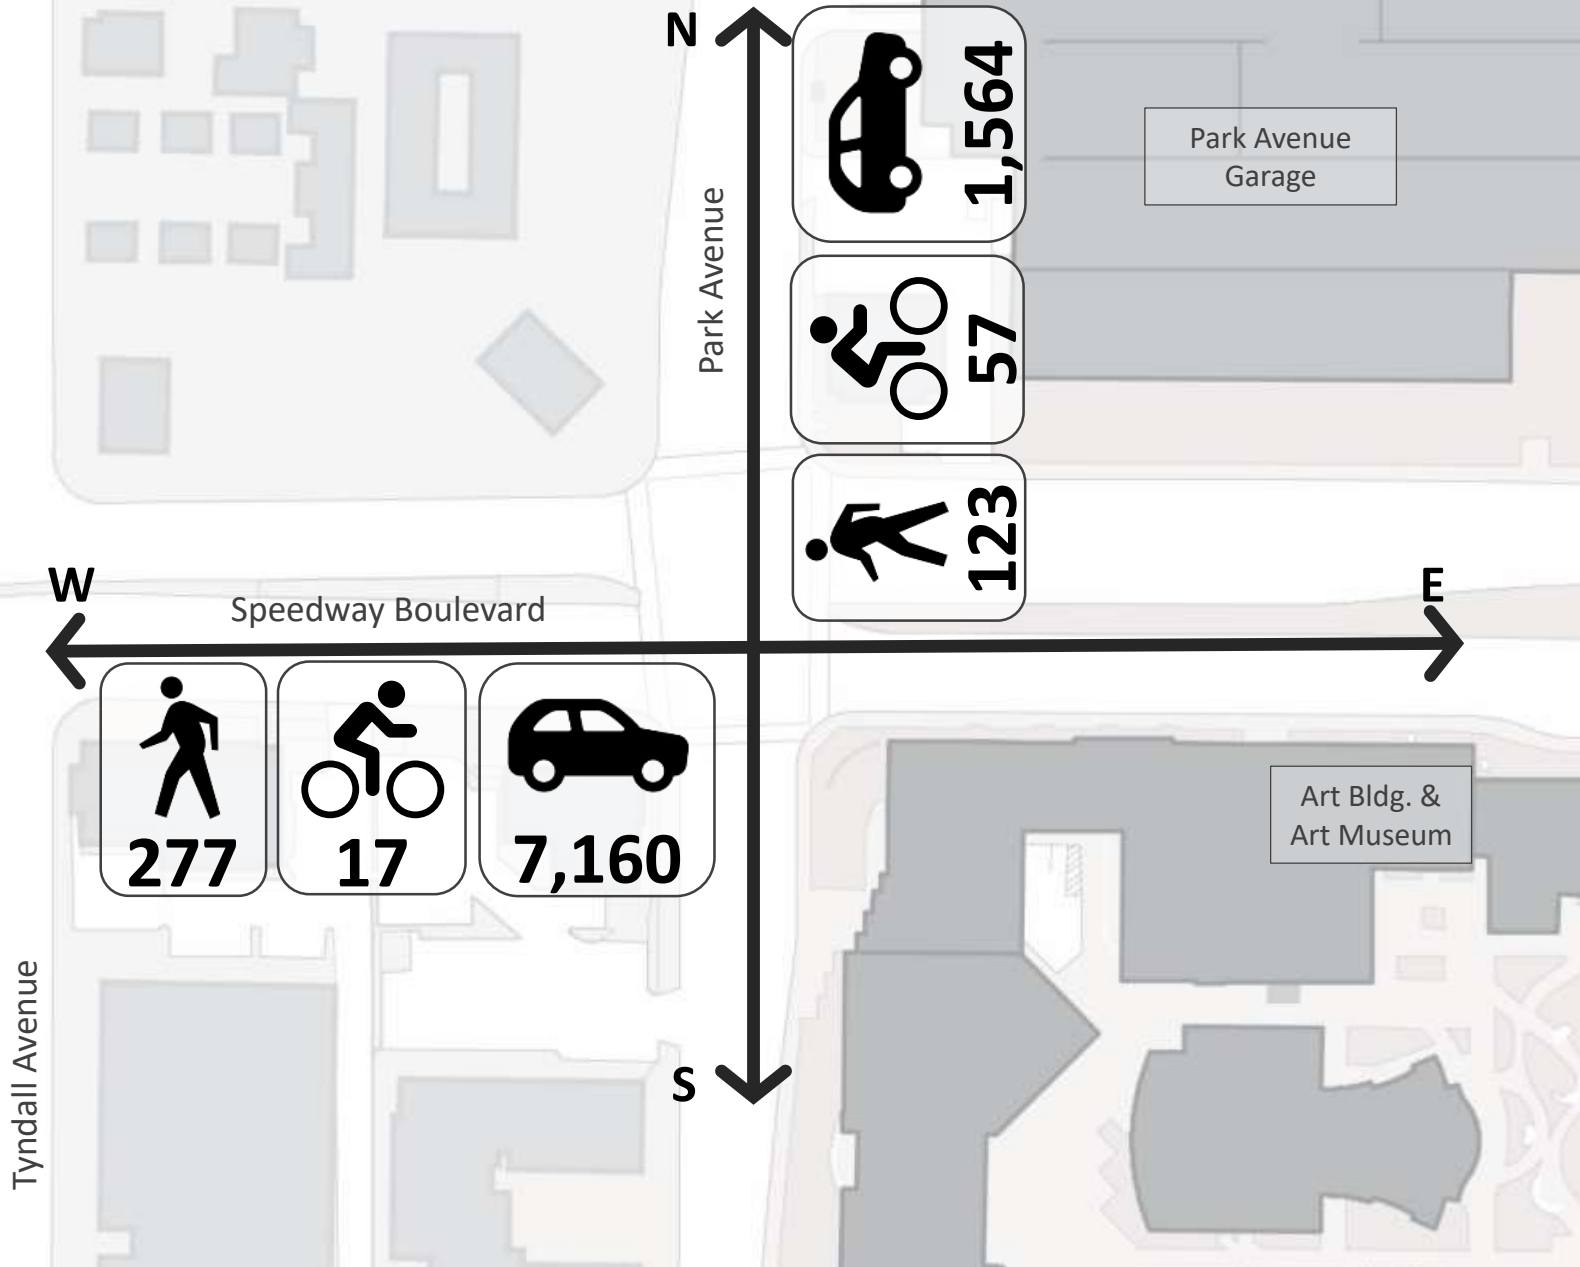 N
1,564
Park Avenue
Garage
Park Avenue
57
123
W
E
Speedway Boulevard
277
17
7,160
Art Bldg. &
Art Museum
Tyndall Avenue
S